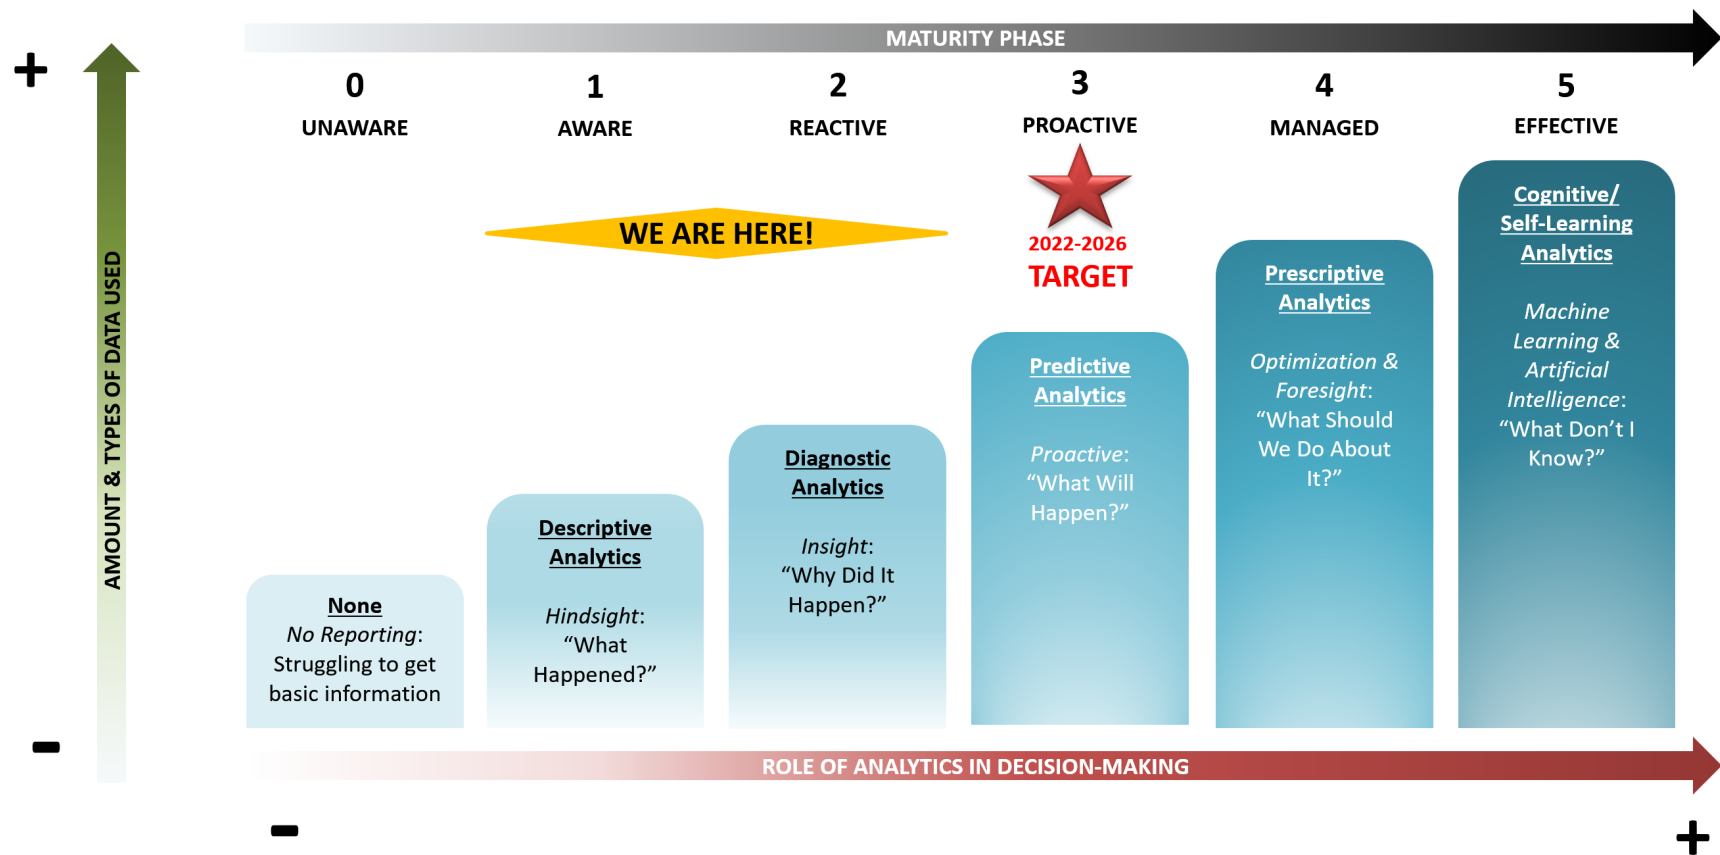 MATURITY PHASE
+
0
1
2
3
4
5
UNAWARE
AWARE
REACTIVE
PROACTIVE
MANAGED
EFFECTIVE
WE ARE HERE!
2022-2026
TARGET
AMOUNT & TYPES OF DATA USED
None
No Reporting:
Struggling to get
basic information
Descriptive
Analytics
Hindsight:
“What
Happened?”
Diagnostic
Analytics
Insight:
“Why Did It
Happen?”
Predictive
Analytics
Proactive:
“What Will
Happen?”
Prescriptive
Analytics
Optimization &
Foresight:
“What Should
We Do About
It?”
Cognitive/
Self-Learning
Analytics
Machine
Learning &
Artificial
Intelligence:
“What Don’t I
Know?”
-
ROLE OF ANALYTICS IN DECISION-MAKING
-
+